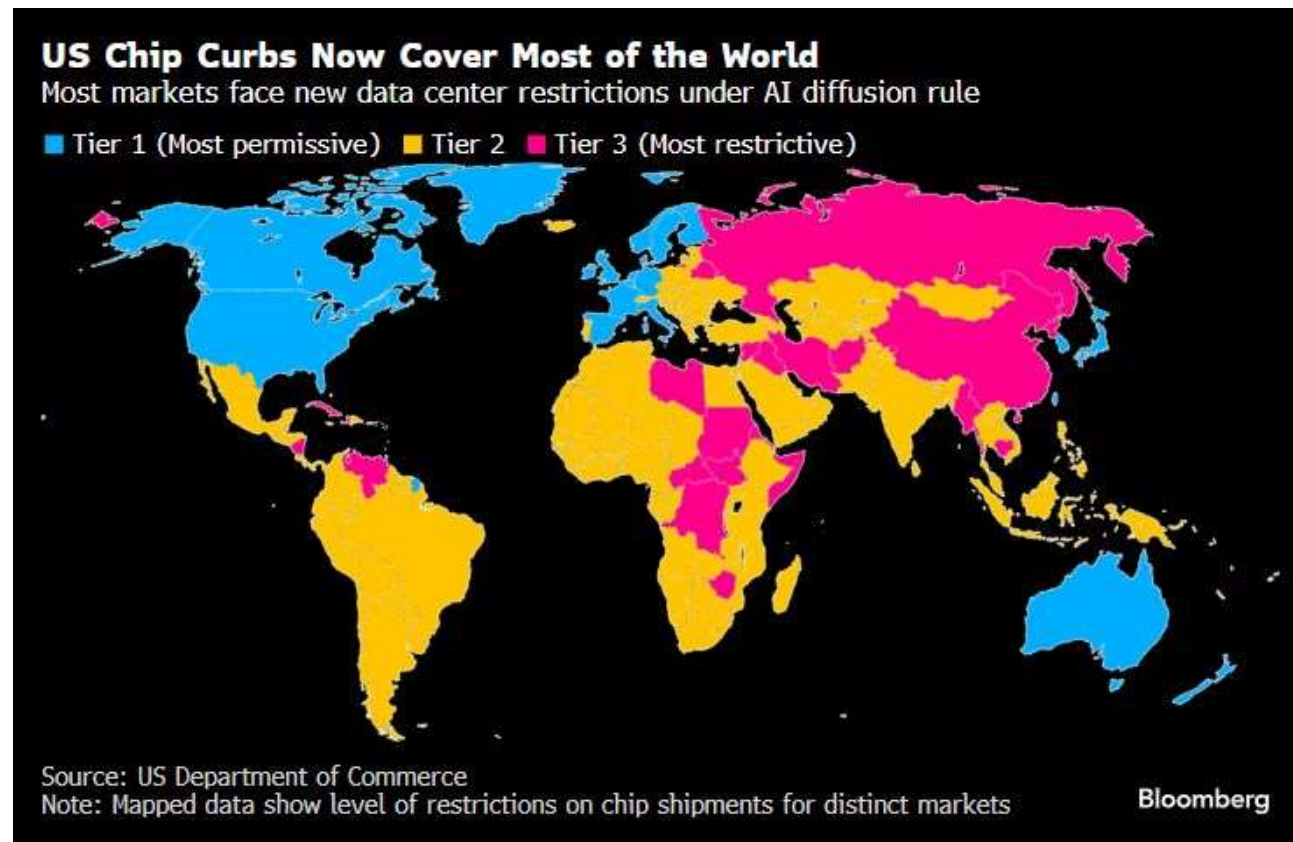 US Chip Curbs Now Cover Most of the World
Most markets face new data center restrictions under AI diffusion rule
Tier 1 (Most permissive) Tier 2 Tier 3 (Most restrictive)
Source: US Department of Commerce
Note: Mapped data show level of restrictions on chip shipments for distinct markets
Bloomberg